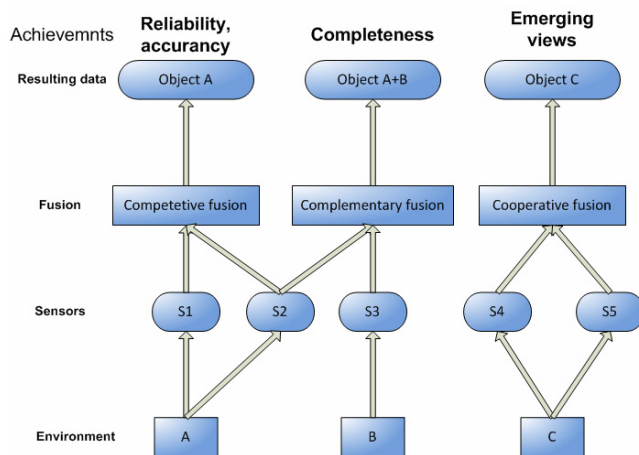 Achievemnts
Reliability,
accurancy
Completeness
Emerging
views
Resulting data
Object A
Object A+B
Object C
Fusion
Competetive fusion
Complementary fusion
Cooperative fusion
Sensors
S1
S2
S3
S4
S5
Environment
A
B
C